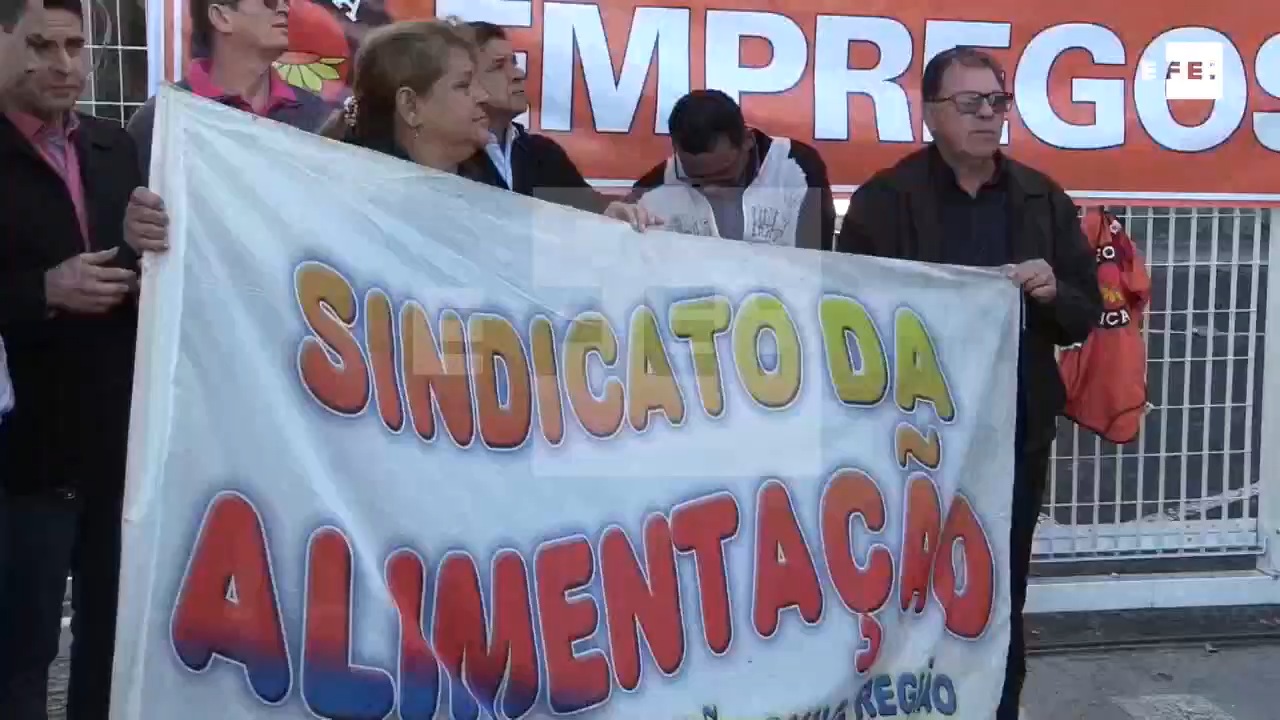 EMPREGOS
EFE:
SINDICATO DA
ALIMENTAÇÃO
REGIÃO